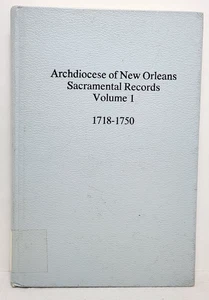 Archdiocese of New Orleans
Sacramental Records
Volume 1
1718-1750